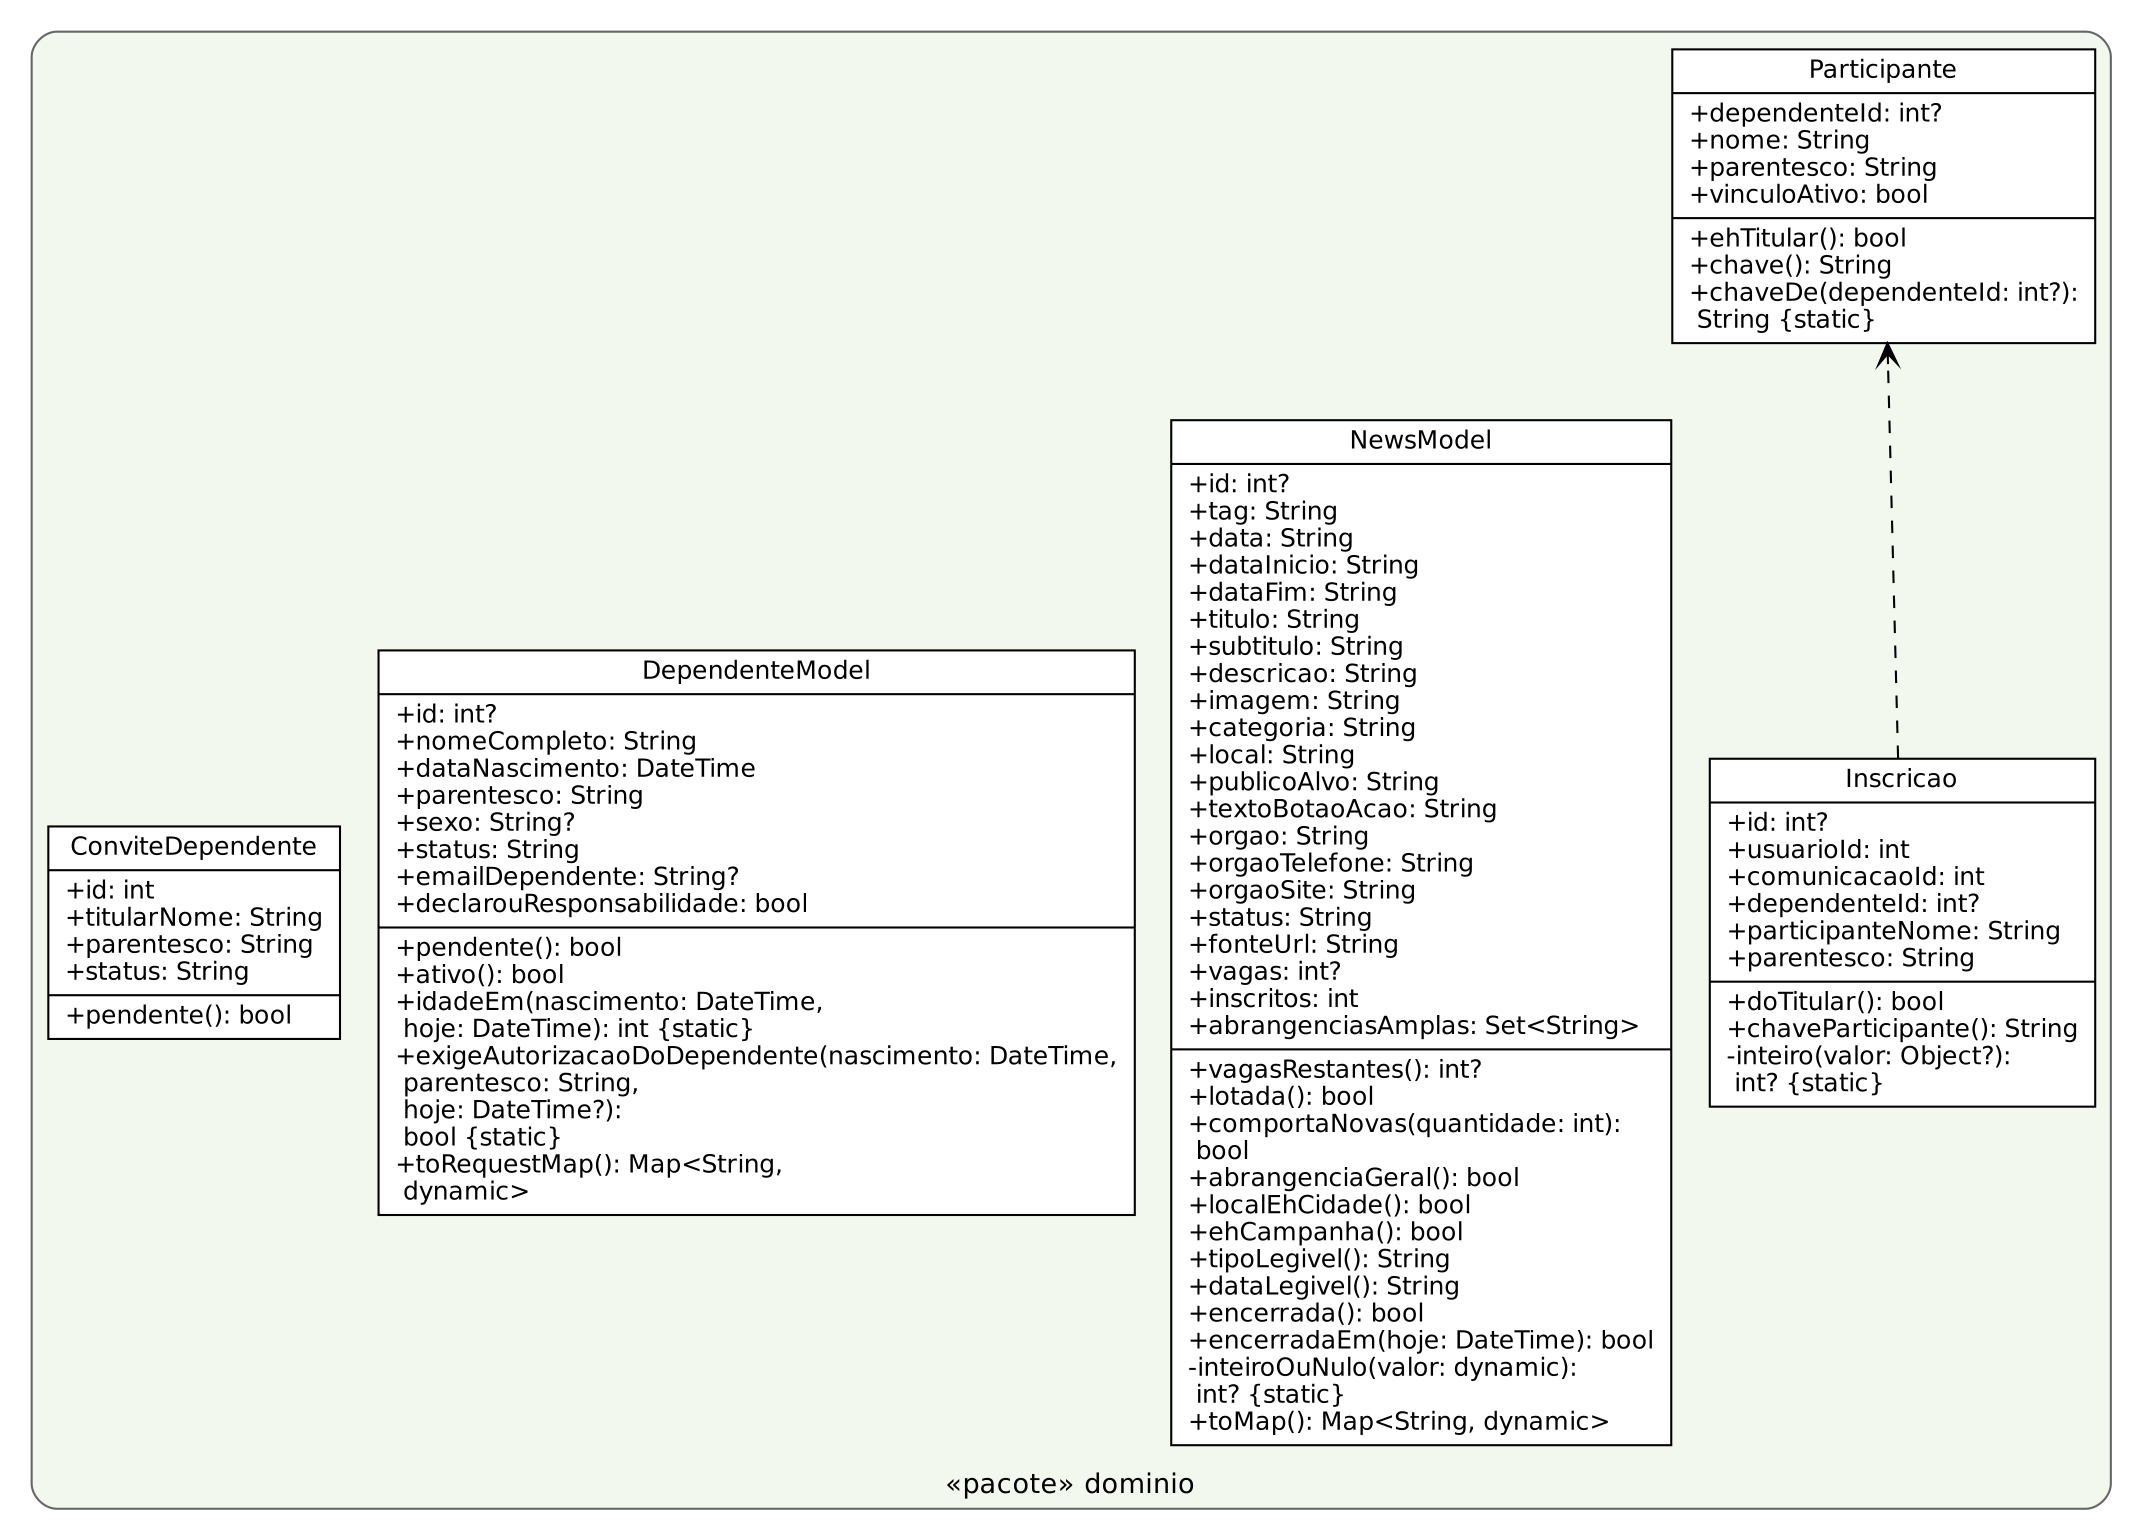 Participante
+dependenteId: int?
+nome: String
+parentesco: String
+vinculoAtivo: bool
+ehTitular(): bool
+chave(): String
+chaveDe(dependenteId: int?):
String {static}
NewsModel
+id: int?
+tag: String
+data: String
+dataInicio: String
+dataFim: String
+titulo: String
+subtitulo: String
+descricao: String
+imagem: String
+categoria: String
+local: String
+publicoAlvo: String
+textoBotaoAcao: String
+orgao: String
+orgaoTelefone: String
+orgaoSite: String
+status: String
+fonteUrl: String
+vagas: int?
+inscritos: int
+abrangenciasAmplas: Set<String>
+vagasRestantes(): int?
+lotada(): bool
+comportaNovas(quantidade: int):
bool
+abrangenciaGeral(): bool
+localEhCidade(): bool
+ehCampanha(): bool
+tipoLegivel(): String
+dataLegivel(): String
+encerrada(): bool
+encerradaEm(hoje: DateTime): bool
-inteiroOuNulo(valor: dynamic):
int? {static}
+toMap(): Map<String, dynamic>
DependenteModel
+id: int?
+nomeCompleto: String
+dataNascimento: DateTime
+parentesco: String
+sexo: String?
+status: String
+emailDependente: String?
+declarouResponsabilidade: bool
+pendente(): bool
+ativo(): bool
+idadeEm(nascimento: DateTime,
hoje: DateTime): int {static}
+exigeAutorizacaoDoDependente(nascimento: DateTime,
parentesco: String,
hoje: DateTime?):
bool {static}
+toRequestMap(): Map<String,
dynamic>
Inscricao
+id: int?
+usuarioId: int
+comunicacaoId: int
+dependenteId: int?
+participanteNome: String
+parentesco: String
+doTitular(): bool
+chaveParticipante(): String
-inteiro(valor: Object?):
int? {static}
ConviteDependente
+id: int
+titularNome: String
+parentesco: String
+status: String
+pendente(): bool
«pacote» dominio